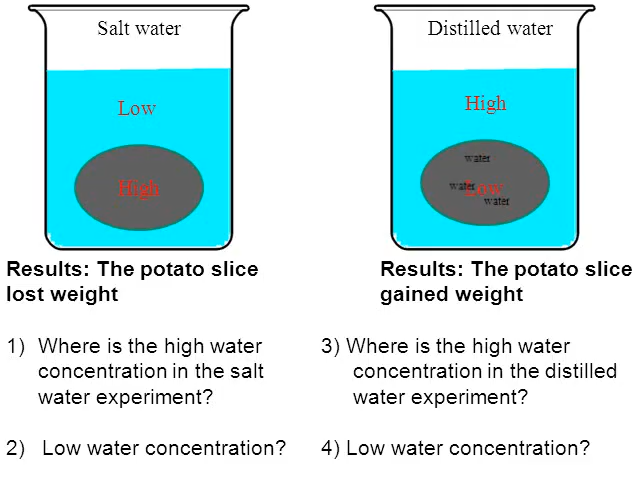 Salt water
Low
High
Results: The potato slice
lost weight
1) Where is the high water
concentration in the salt
water experiment?
2) Low water concentration?
Distilled water
High
water
water Low
water
Results: The potato slice
gained weight
3) Where is the high water
concentration in the distilled
water experiment?
4) Low water concentration?